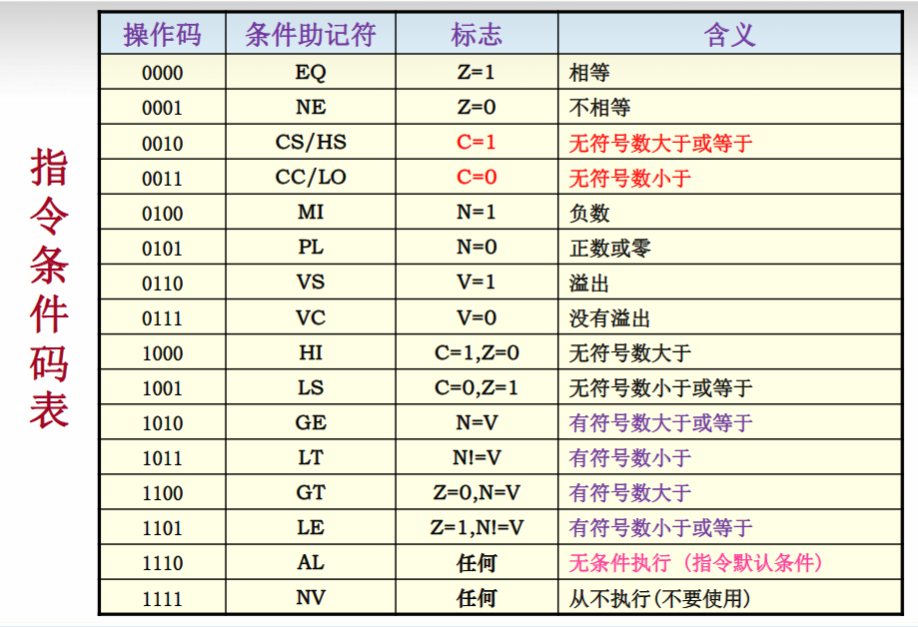 指令条件码表
操作码 条件助记符 标志 含义
0000 EQ Z=1 相等
0001 NE Z=0 不相等
0010 CS/HS C=1 无符号数大于或等于
0011 CC/LO C=0 无符号数小于
0100 MI N=1 负数
0101 PL N=0 正数或零
0110 VS V=1 溢出
0111 VC V=0 没有溢出
1000 HI C=1,Z=0 无符号数大于
1001 LS C=0,Z=1 无符号数小于或等于
1010 GE N=V 有符号数大于或等于
1011 LT N!=V 有符号数小于
1100 GT Z=0,N=V 有符号数大于
1101 LE Z=1,N!=V 有符号数小于或等于
1110 AL 任何 无条件执行 (指令默认条件)
1111 NV 任何 从不执行(不要使用)